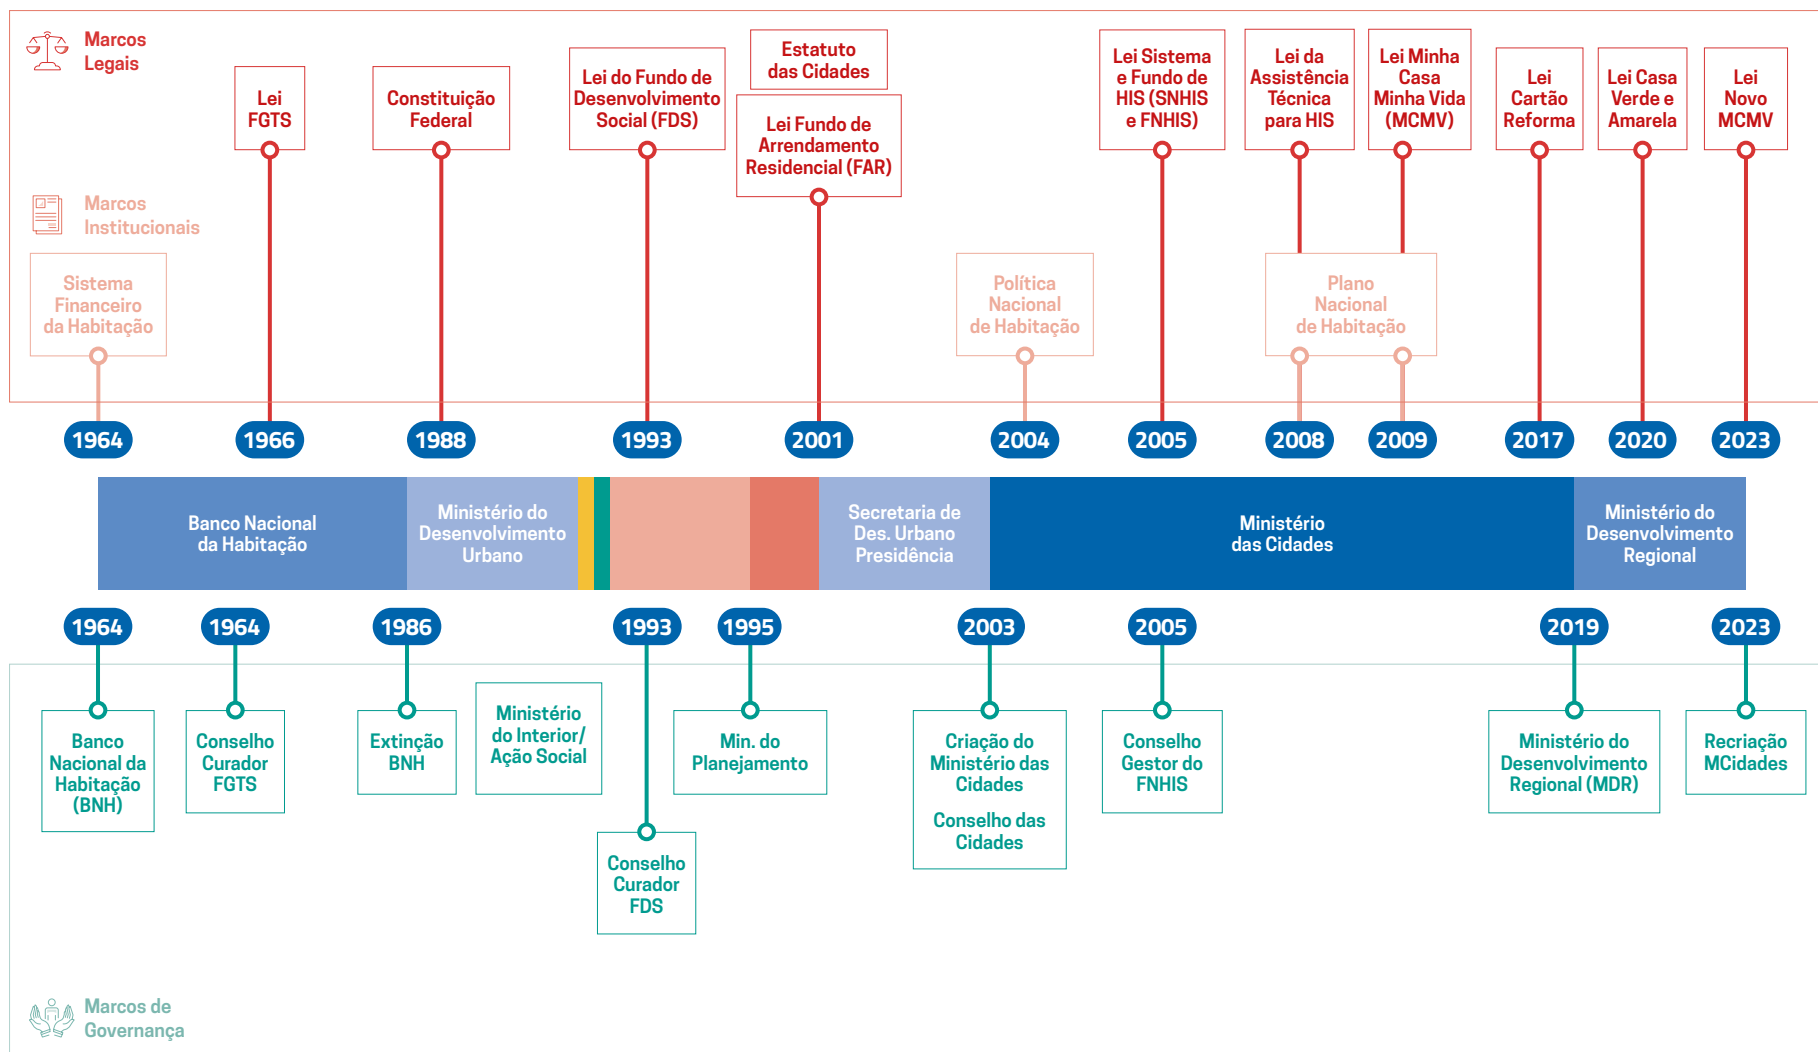 Marcos
Legais
Lei
FGTS
Constituição
Federal
Lei do Fundo de
Desenvolvimento
Social (FDS)
Estatuto
das Cidades
Lei Fundo de
Arrendamento
Residencial (FAR)
Lei Sistema
e Fundo de
HIS (SNHIS
e FNHIS)
Lei da
Assistência
Técnica
para HIS
Lei Minha
Casa
Minha Vida
(MCMV)
Lei
Cartão
Reforma
Lei Casa
Verde e
Amarela
Lei
Novo
MCMV
Marcos
Institucionais
Sistema
Financeiro
da Habitação
Política
Nacional
de Habitação
Plano
Nacional
de Habitação
1964
1966
1988
1993
2001
2004
2005
2008
2009
2017
2020
2023
Banco Nacional
da Habitação
Ministério do
Desenvolvimento
Urbano
Secretaria de
Des. Urbano
Presidência
Ministério
das Cidades
Ministério do
Desenvolvimento
Regional
1964
1964
1986
1993
1995
2003
2005
2019
2023
Banco
Nacional da
Habitação
(BNH)
Conselho
Curador
FGTS
Extinção
BNH
Ministério
do Interior/
Ação Social
Conselho
Curador
FDS
Min. do
Planejamento
Criação do
Ministério das
Cidades
Conselho das
Cidades
Conselho
Gestor do
FNHIS
Ministério do
Desenvolvimento
Regional (MDR)
Recriação
MCidades
Marcos de
Governança